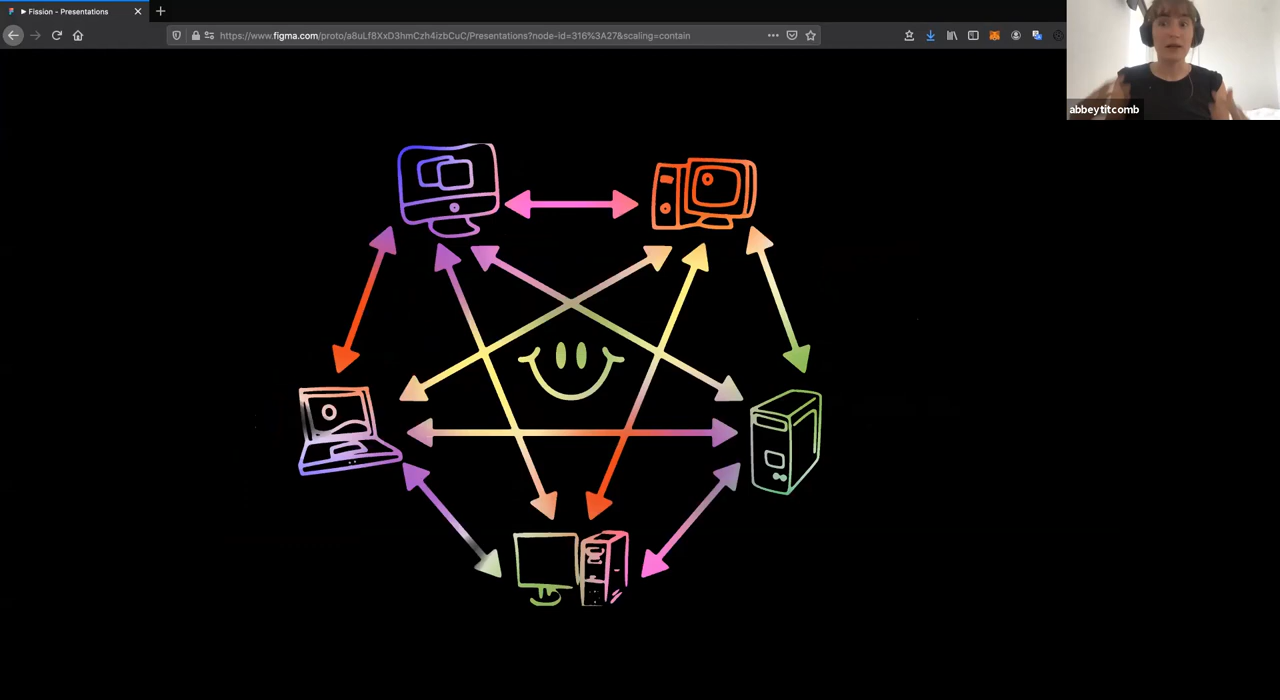 ▶ Fission - Presentations
https://www.figma.com/proto/a8uLf8XxD3hmCzh4izbCuC/Presentations?node-id=316%3A27&scaling=contain
abbeytitcomb